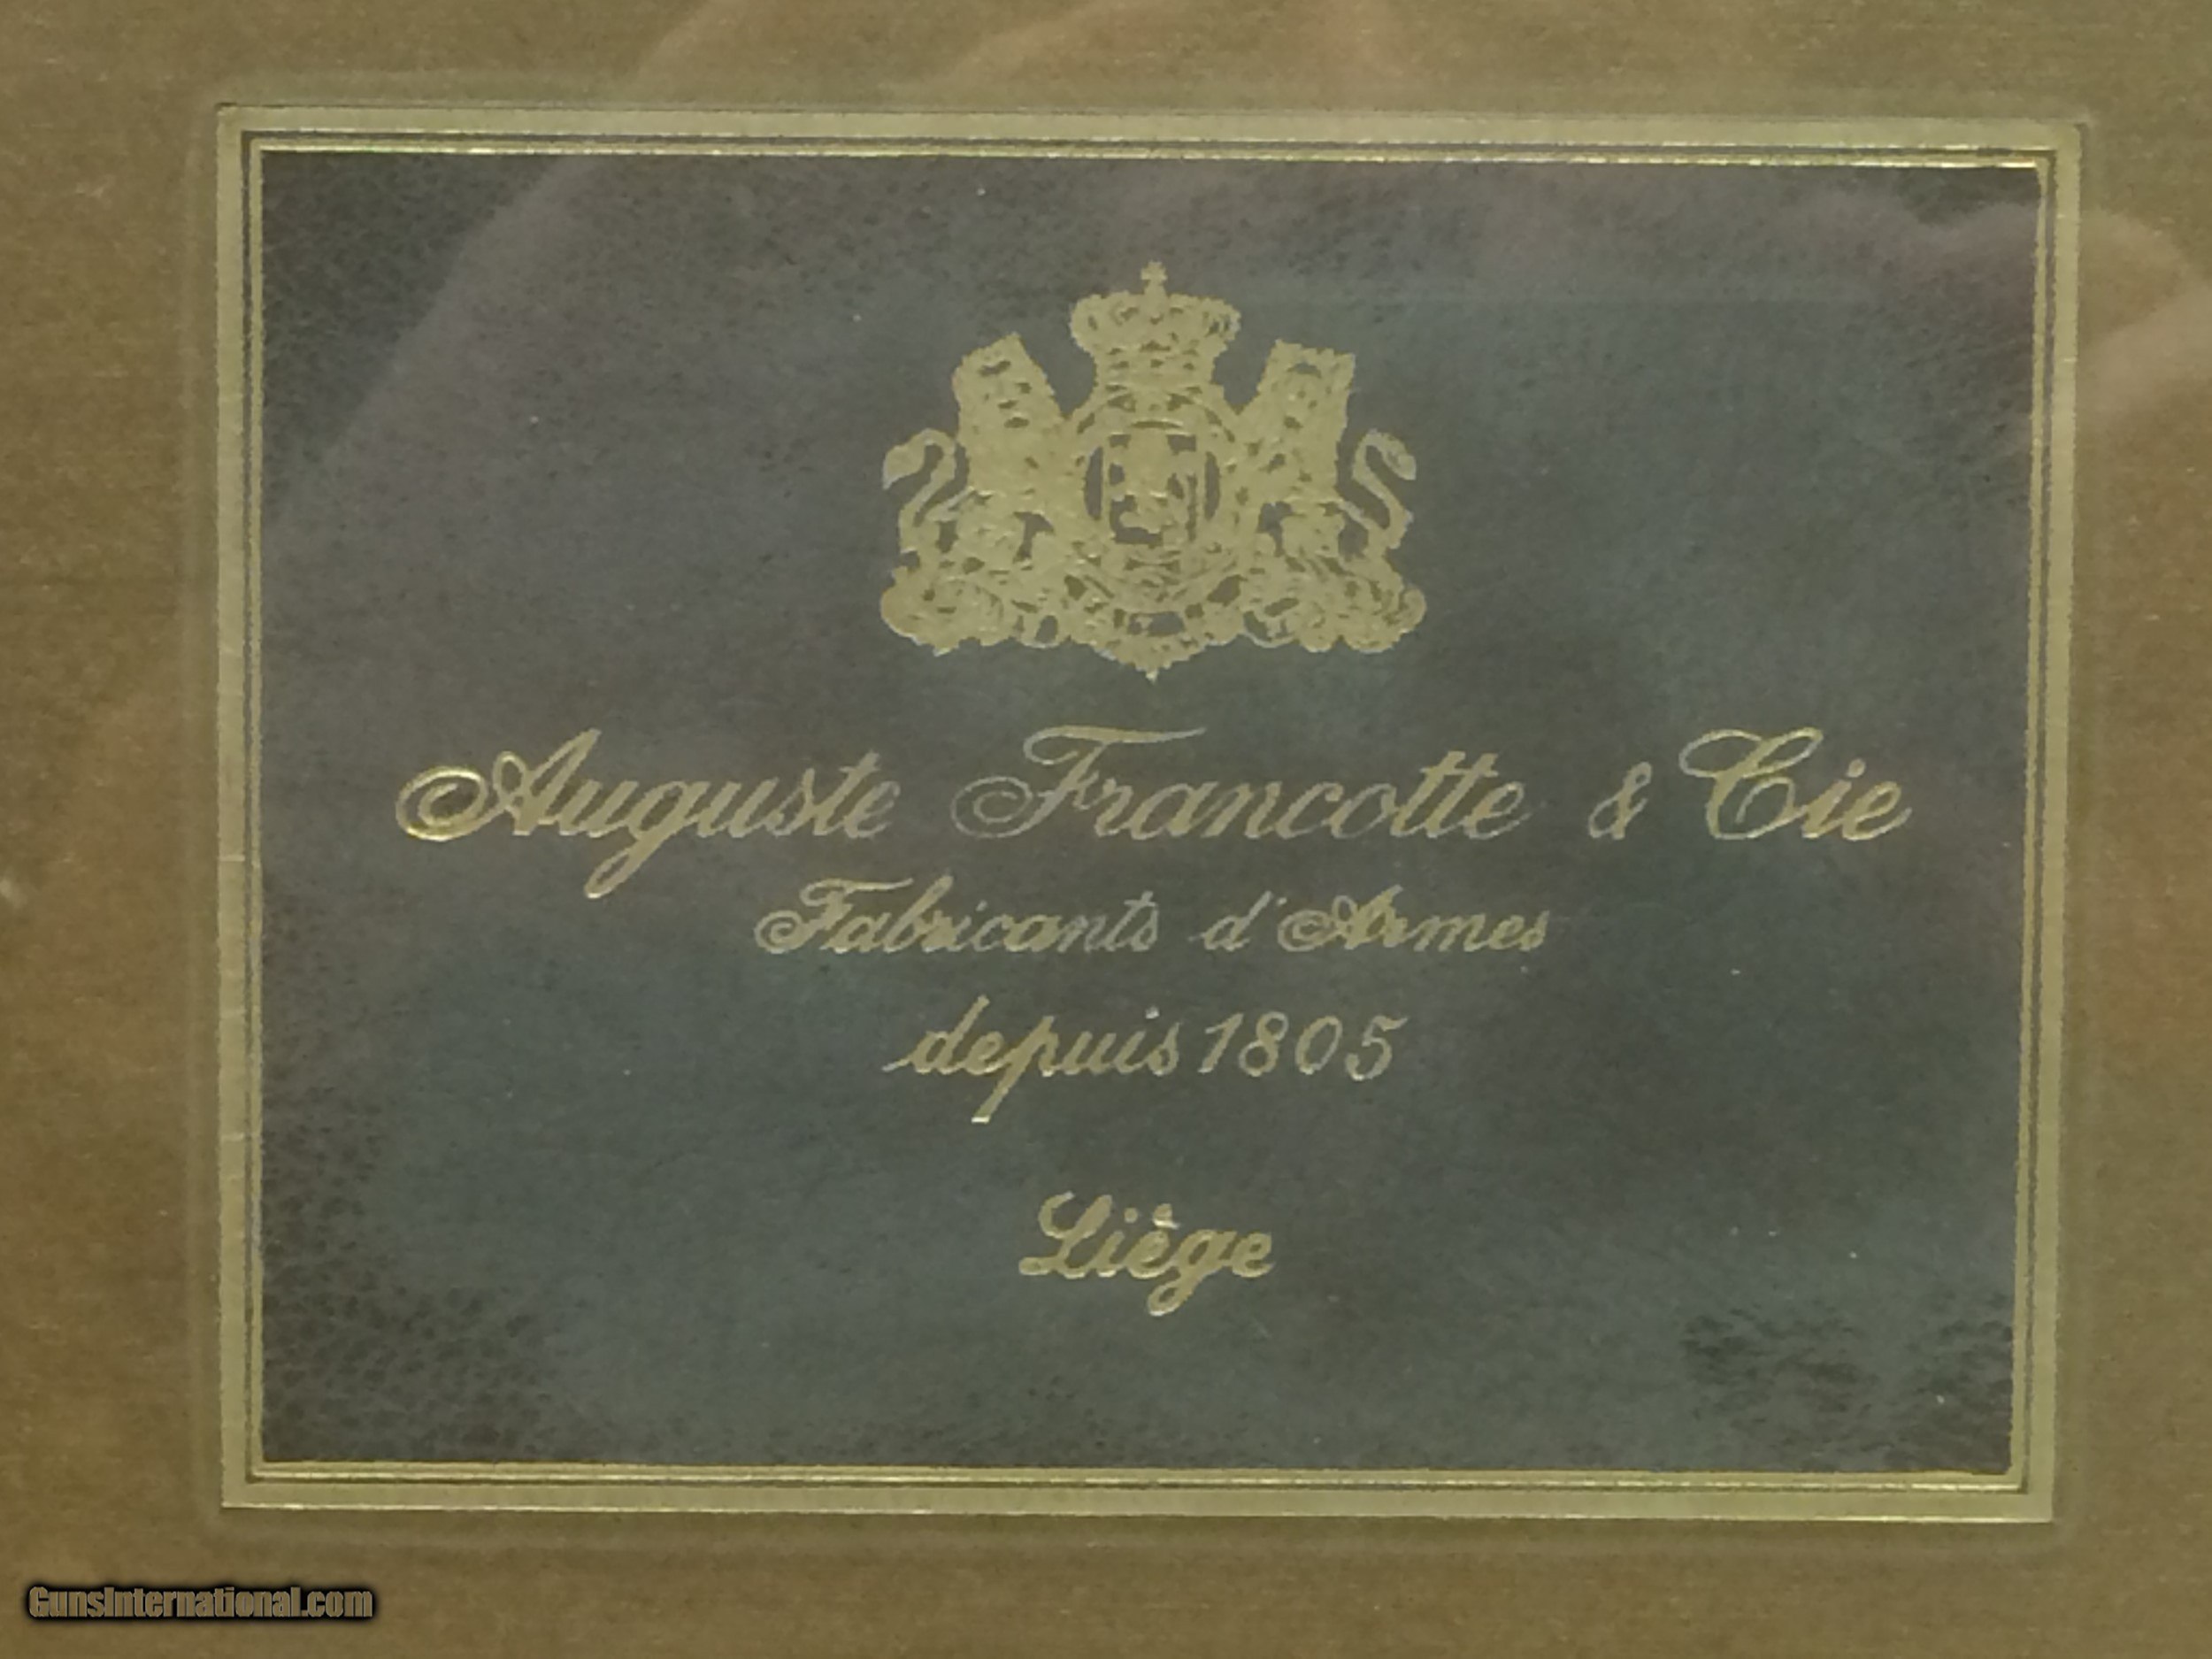 Auguste Francotte & Cie
Fabricants d'Armes
depuis 1805
Liège
GunsInternational.com